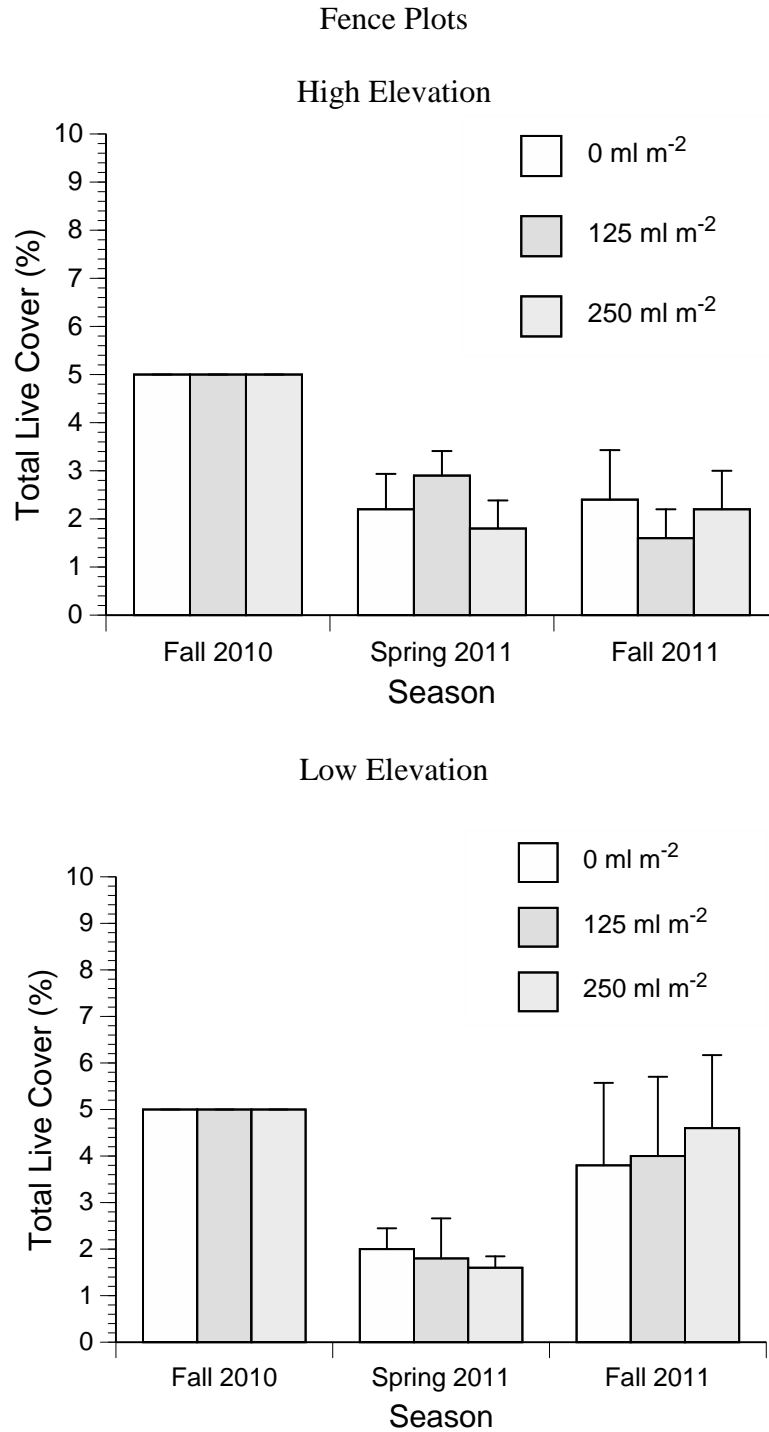 Fence Plots
High Elevation
10
9
8
7
6
5
4
3
2
1
0
Total Live Cover (%)
0 ml m-2
125 ml m-2
250 ml m-2
Fall 2010 Spring 2011 Fall 2011
Season
Low Elevation
10
9
8
7
6
5
4
3
2
1
0
Total Live Cover (%)
0 ml m-2
125 ml m-2
250 ml m-2
Fall 2010 Spring 2011 Fall 2011
Season